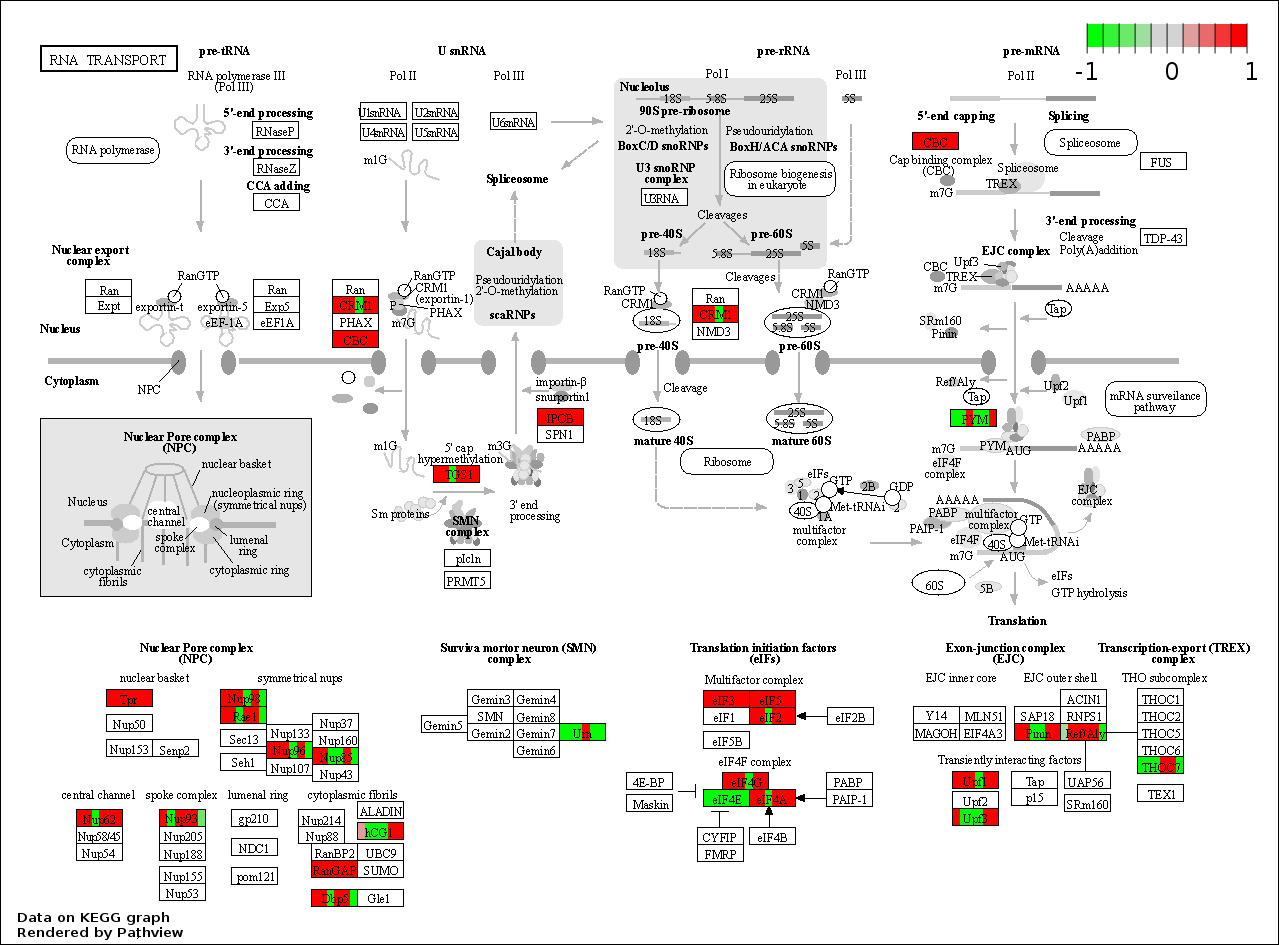 RNA TRANSPORT
pre-tRNA
RNA polymerase III
(Pol III)
5'-end processing
RNaseP
3'-end processing
RNaseZ
CCA adding
CCA
RNA polymerase
U snRNA
Pol II
Pol III
U1snRNA
U2snRNA
U4snRNA
U5snRNA
U6snRNA
m1G
Spliceosome
Cajal body
Pseudouridylation
2'-O-methylation
scaRNPs
pre-rRNA
Pol I
Pol III
Nucleolus
18S
5.8S
25S
5S
90S pre-ribosome
2'-O-methylation
Pseudouridylation
BoxC/D snoRNPs
BoxH/ACA snoRNPs
U3 snoRNP
complex
U3RNA
Ribosome biogenesis
in eukaryote
Cleavages
pre-40S
pre-60S
18S
5.8S
25S
5S
Cleavages
pre-mRNA
Pol II
-1
0
1
5'-end capping
Splicing
CBC
Cap binding complex
(CBC)
Spliceosome
Spliceosome
TREX
m7G
FUS
3'-end processing
Cleavage
Poly(A)addition
TDP-43
EJC complex
CBC
Upf3
TREX
m7G
AAAAA
Tap
SRm160
Pinin
Nuclear export
complex
Ran
Expt
RanGTP
exportin-t
exportin-5
eEF-1A
Ran
Exp5
eEF1A
Ran
CRM1
PHAX
CBC
RanGTP
CRM1
(exportin-1)
P
PHAX
m7G
RanGTP
CRM1
18S
Ran
CRM1
NMD3
RanGTP
CRM1
NMD3
25S
5.8S
5S
Nucleus
Cytoplasm
NPC
pre-40S
pre-60S
Cleavage
18S
mature 40S
25S
5.8S
5S
mature 60S
Ribosome
importin-β
snurportin1
IPOB
SPN1
m1G
5' cap
hypermethylation
TGS1
m3G
Sm proteins
SMN
complex
3' end
processing
pICln
PRMT5
Ref/Aly
Tap
Upf2
Upf1
mRNA surveilance
pathway
PYM
PYM
AUG
m7G
PABP
AAAAA
eIF4F
complex
EJC
complex
eIFs
GTP
2B
GDP
3
5
1
2
2
40S
1A
Met-tRNAi
multifactor
complex
AAAAA
PABP
PAIP-1
multifactor
complex
GTP
eIF4F
40S
Met-tRNAi
m7G
AUG
60S
5B
eIFs
GTP hydrolysis
Translation
Nuclear Pore complex
(NPC)
nuclear basket
Nucleus
nucleoplasmic ring
(symmetrical nups)
central
channel
spoke
complex
Cytoplasm
lumenal
ring
cytoplasmic
fibrils
cytoplasmic ring
Nuclear Pore complex
(NPC)
nuclear basket
symmetrical nups
Tpr
Nup50
Nup153
Senp2
Nup98
Rae1
Sec13
Seh1
Nup133
Nup96
Nup107
Nup37
Nup160
Nup85
Nup43
central channel
spoke complex
lumenal ring
cytoplasmic fibrils
Nup62
Nup58/45
Nup54
Nup93
Nup205
Nup188
Nup155
Nup53
gp210
NDC1
pom121
Nup214
Nup88
ALADIN
hCG1
RanBP2
UBC9
RanGAP
SUMO
Dbp5
Gle1
Surviva mortor neuron (SMN)
complex
Gemin5
Gemin3
Gemin4
SMN
Gemin8
Gemin2
Gemin7
Gemin6
Unr
Translation initiation factors
(eIFs)
Multifactor complex
eIF3
eIF5
eIF1
eIF2
eIF2B
eIF5B
eIF4F complex
4E-BP
Maskin
eIF4G
eIF4E
eIF4A
PABP
PAIP-1
CYFIP
FMRP
eIF4B
Exon-junction complex
(EJC)
EJC inner core
EJC outer shell
Y14
MLN51
MAGOH
EIF4A3
ACIN1
SAP18
RNPS1
Pinin
Ref/Aly
Transiently interacting factors
Upf1
Upf2
Upf3
Tap
p15
UAP56
SRm160
Transcription-export (TREX)
complex
THO subcomplex
THOC1
THOC2
THOC5
THOC6
THOC7
TEX1
Data on KEGG graph
Rendered by Pathview